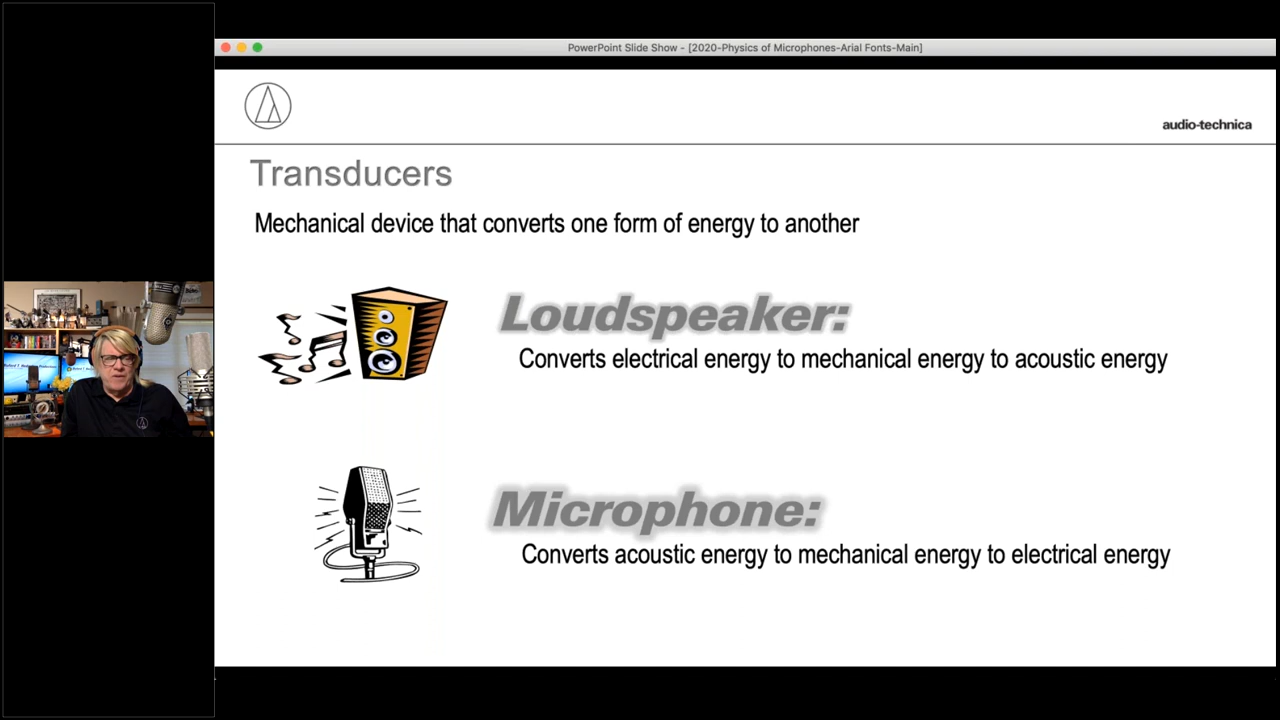 PowerPoint Slide Show - [2020-Physics of Microphones-Arial Fonts-Main]
audio-technica
Transducers
Mechanical device that converts one form of energy to another
Loudspeaker:
Converts electrical energy to mechanical energy to acoustic energy
Microphone:
Converts acoustic energy to mechanical energy to electrical energy